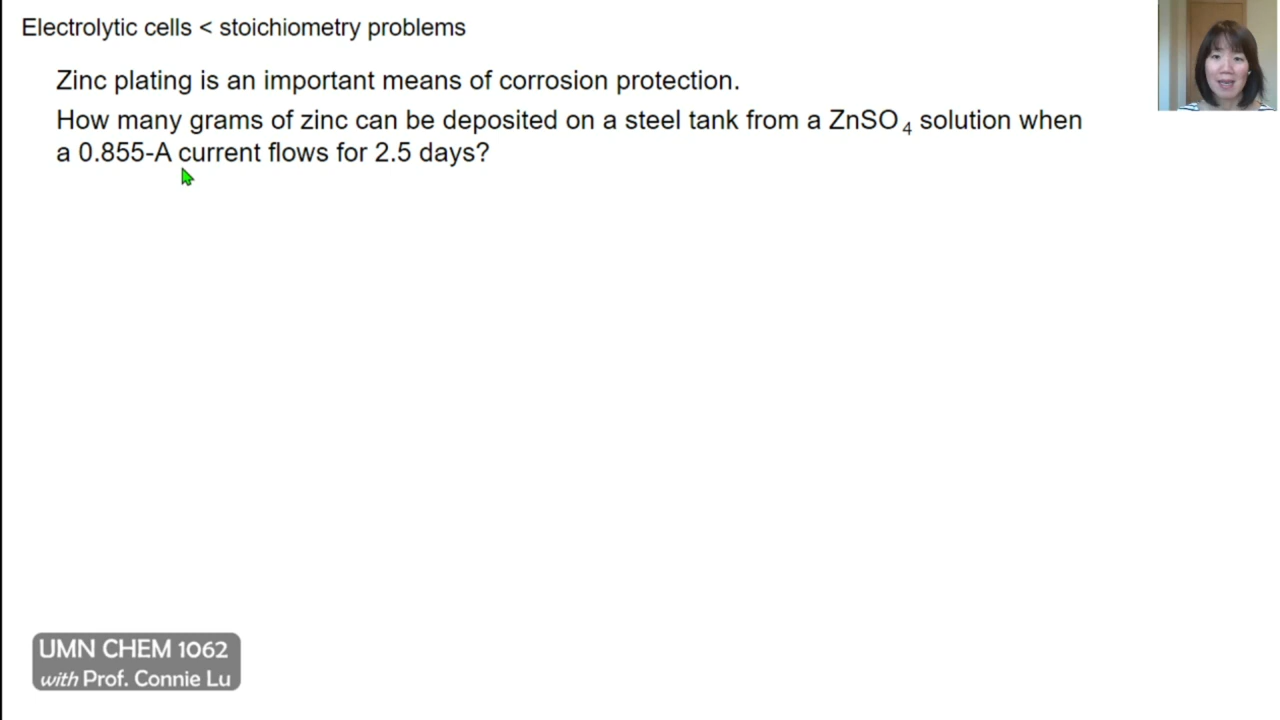 Electrolytic cells < stoichiometry problems
Zinc plating is an important means of corrosion protection.
How many grams of zinc can be deposited on a steel tank from a ZnSO₄ solution when
a 0.855-A current flows for 2.5 days?
UMN CHEM 1062
with Prof. Connie Lu